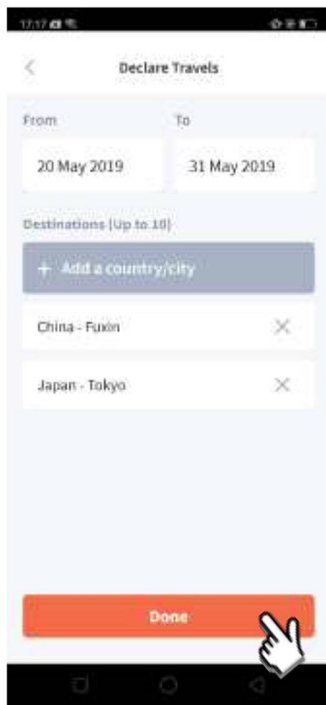 17:17
Declare Travels
From To
20 May 2019 31 May 2019
Destinations (Up to 10)
+ Add a country/city
China - Fuxin
Japan - Tokyo
Done